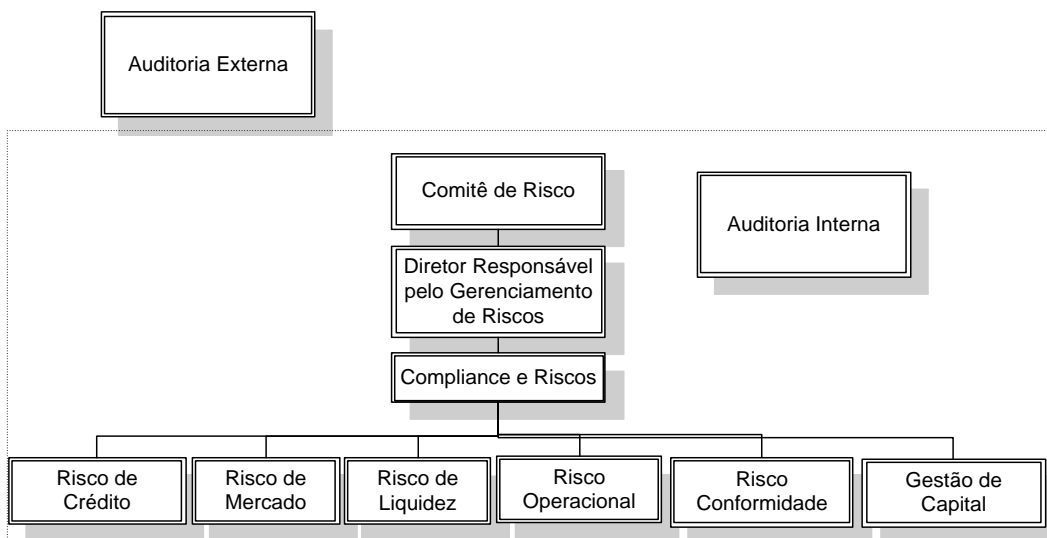 Auditoria Externa
Comitê de Risco
Auditoria Interna
Diretor Responsável
pelo Gerenciamento
de Riscos
Compliance e Riscos
Risco de
Crédito
Risco de
Mercado
Risco de
Liquidez
Risco
Operacional
Risco
Conformidade
Gestão de
Capital